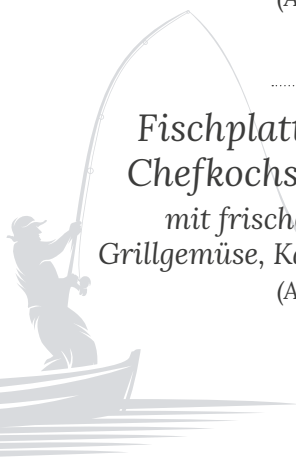 (A
Fischplatt
Chefkochs
mit frisch
Grillgemüse, Ka
(A